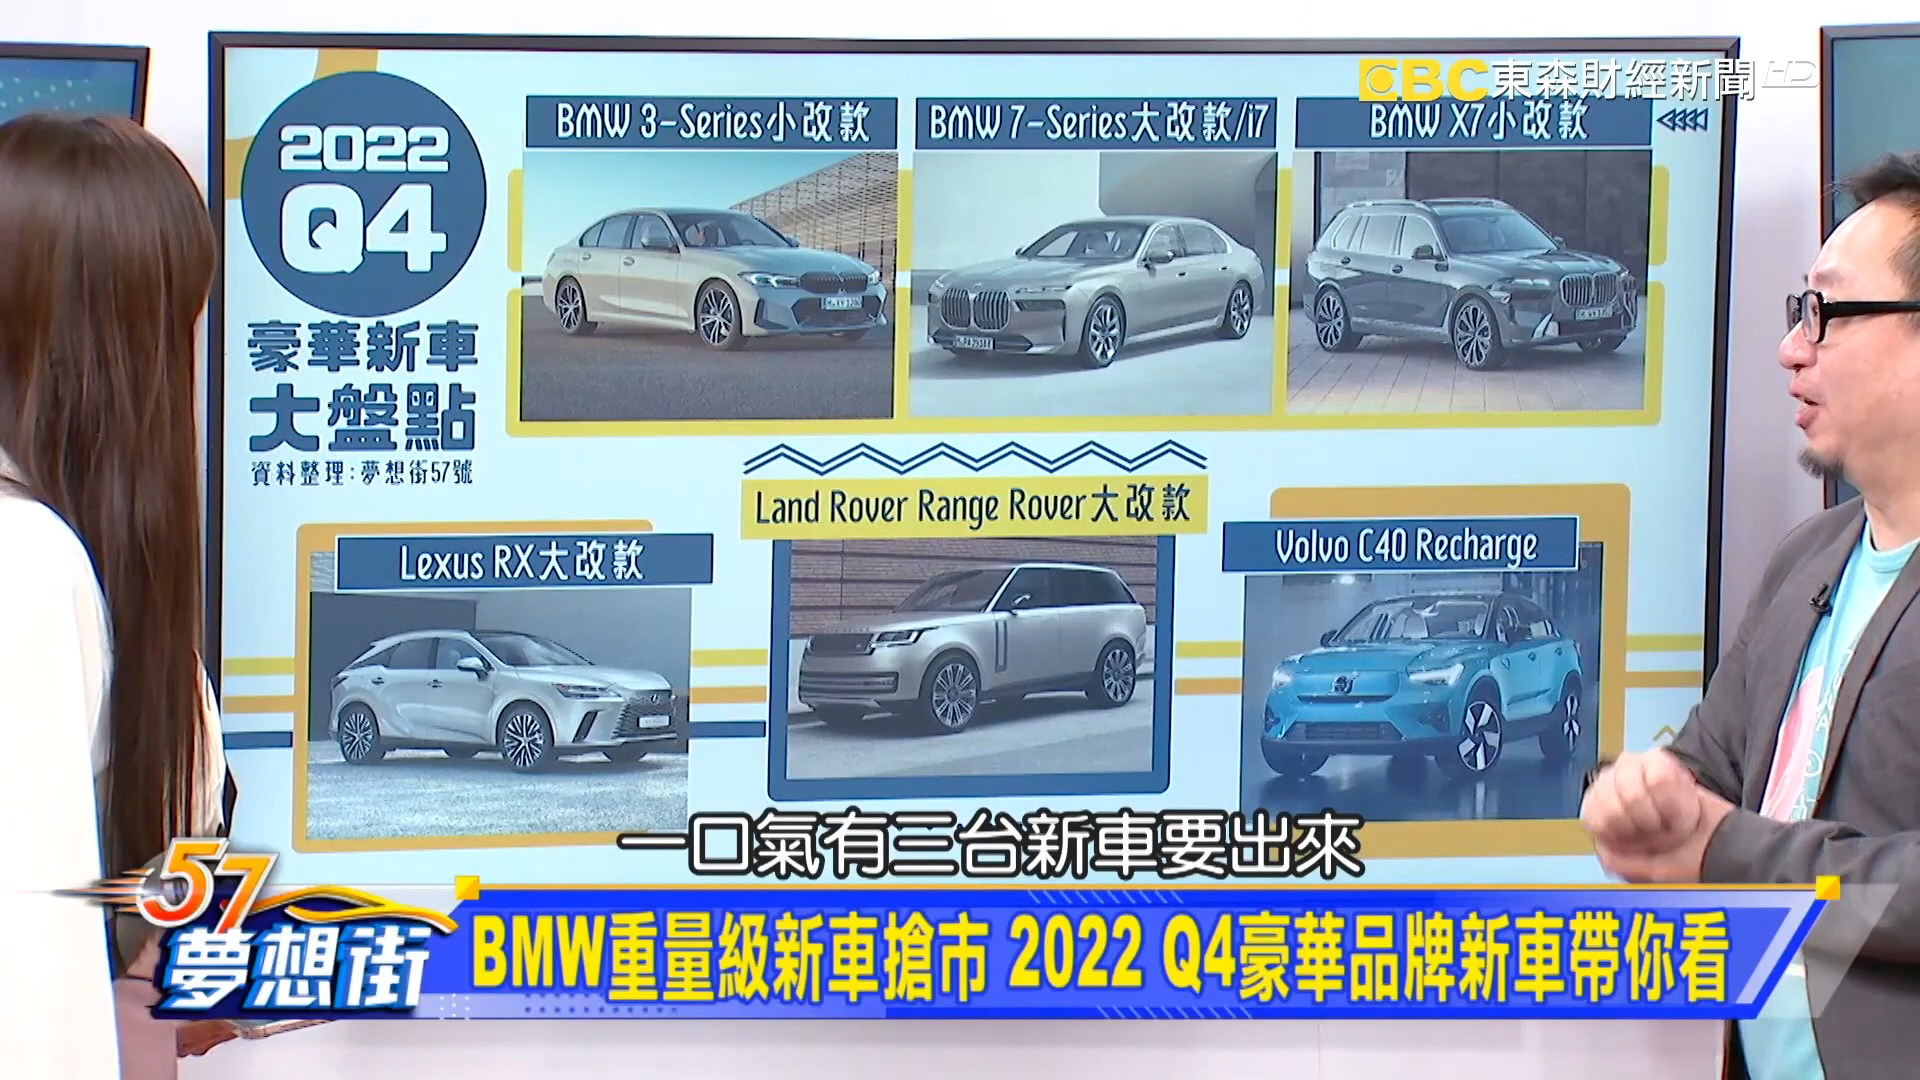 EBC東森財經新聞HD
2022
Q4
豪華新車
大盤點
資料整理:夢想街57號
BMW 3-Series小改款
BMW 7-Series大改款/i7
BMW X7小改款
Lexus RX大改款
Land Rover Range Rover大改款
Volvo C40 Recharge
一口氣有三台新車要出來
57夢想街
BMW重量級新車搶市 2022 Q4豪華品牌新車帶你看